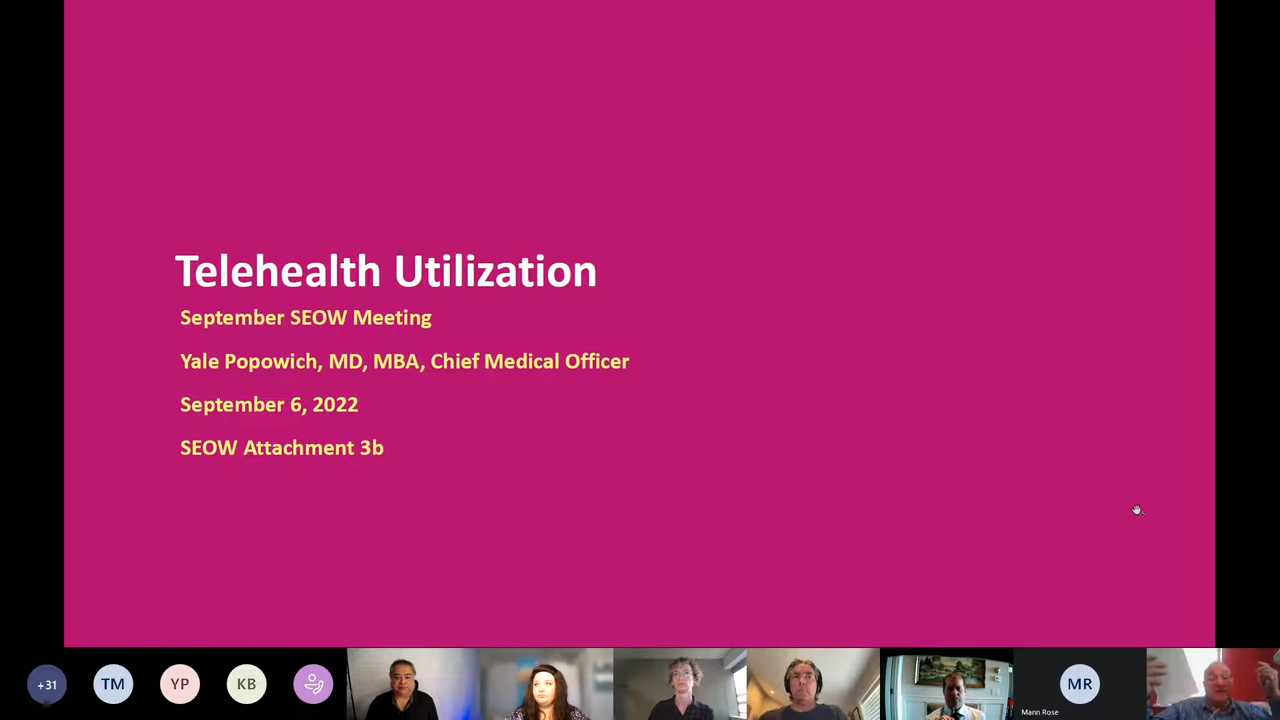 Telehealth Utilization
September SEOW Meeting
Yale Popowich, MD, MBA, Chief Medical Officer
September 6, 2022
SEOW Attachment 3b
+31
TM
YP
KB
MR
Mann Rose